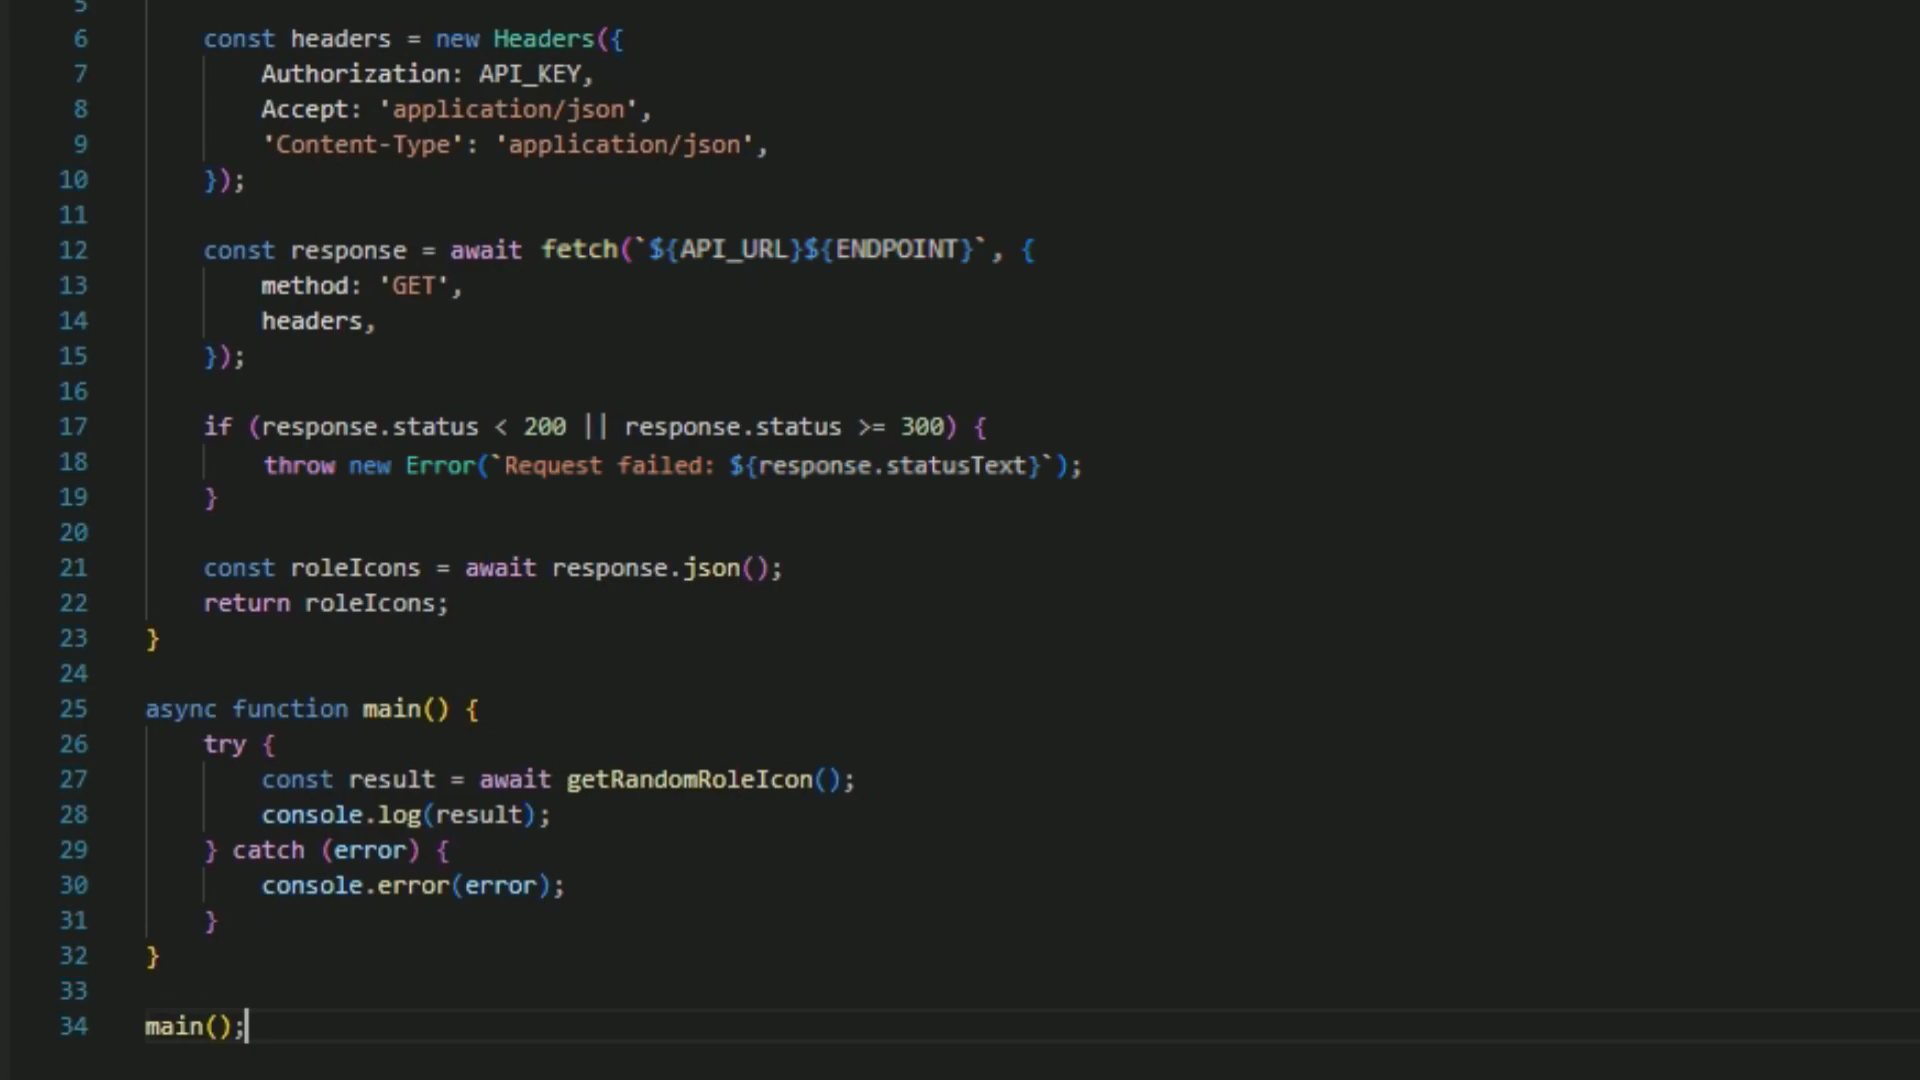 5
6 const headers = new Headers({
7 Authorization: API_KEY,
8 Accept: 'application/json',
9 'Content-Type': 'application/json',
10 });
11
12 const response = await fetch(`${API_URL}${ENDPOINT}`, {
13 method: 'GET',
14 headers,
15 });
16
17 if (response.status < 200 || response.status >= 300) {
18 throw new Error(`Request failed: ${response.statusText}`);
19 }
20
21 const roleIcons = await response.json();
22 return roleIcons;
23 }
24
25 async function main() {
26 try {
27 const result = await getRandomRoleIcon();
28 console.log(result);
29 } catch (error) {
30 console.error(error);
31 }
32 }
33
34 main();